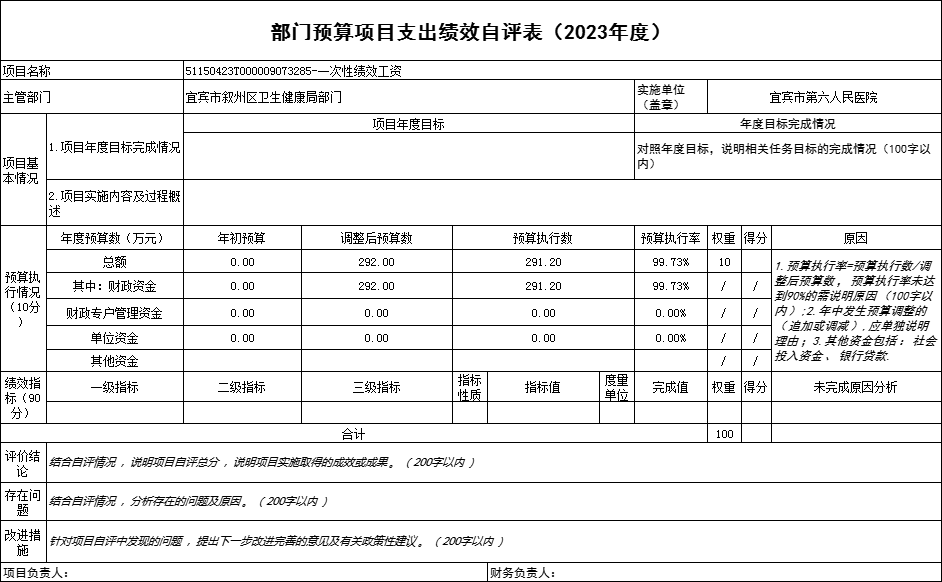 部门预算项目支出绩效自评表（2023年度）
项目名称 51150423T000009073285-一次性绩效工资
主管部门 宜宾市叙州区卫生健康局部门 实施单位（盖章） 宜宾市第六人民医院
项目基本情况 1.项目年度目标完成情况 项目年度目标 年度目标完成情况
对照年度目标，说明相关任务目标的完成情况（100字以内）
2.项目实施内容及过程概述
预算执行情况（10分） 年度预算数（万元） 年初预算 调整后预算数 预算执行数 预算执行率 权重 得分 原因
总额 0.00 292.00 291.20 99.73% 10
其中：财政资金 0.00 292.00 291.20 99.73% / /
财政专户管理资金 0.00 0.00 0.00 0.00% / /
单位资金 0.00 0.00 0.00 0.00% / /
其他资金 / /
1.预算执行率=预算执行数/调整后预算数，预算执行率未达到90%的需说明原因（100字以内）;2.年中发生预算调整的（追加或调减）,应单独说明理由；3.其他资金包括：社会投入资金、银行贷款.
绩效指标（90分） 一级指标 二级指标 三级指标 指标性质 指标值 度量单位 完成值 权重 得分 未完成原因分析
合计 100
评价结论 结合自评情况，说明项目自评总分，说明项目实施取得的成效或成果。（200字以内）
存在问题 结合自评情况，分析存在的问题及原因。（200字以内）
改进措施 针对项目自评中发现的问题，提出下一步改进完善的意见及有关政策性建议。（200字以内）
项目负责人： 财务负责人：